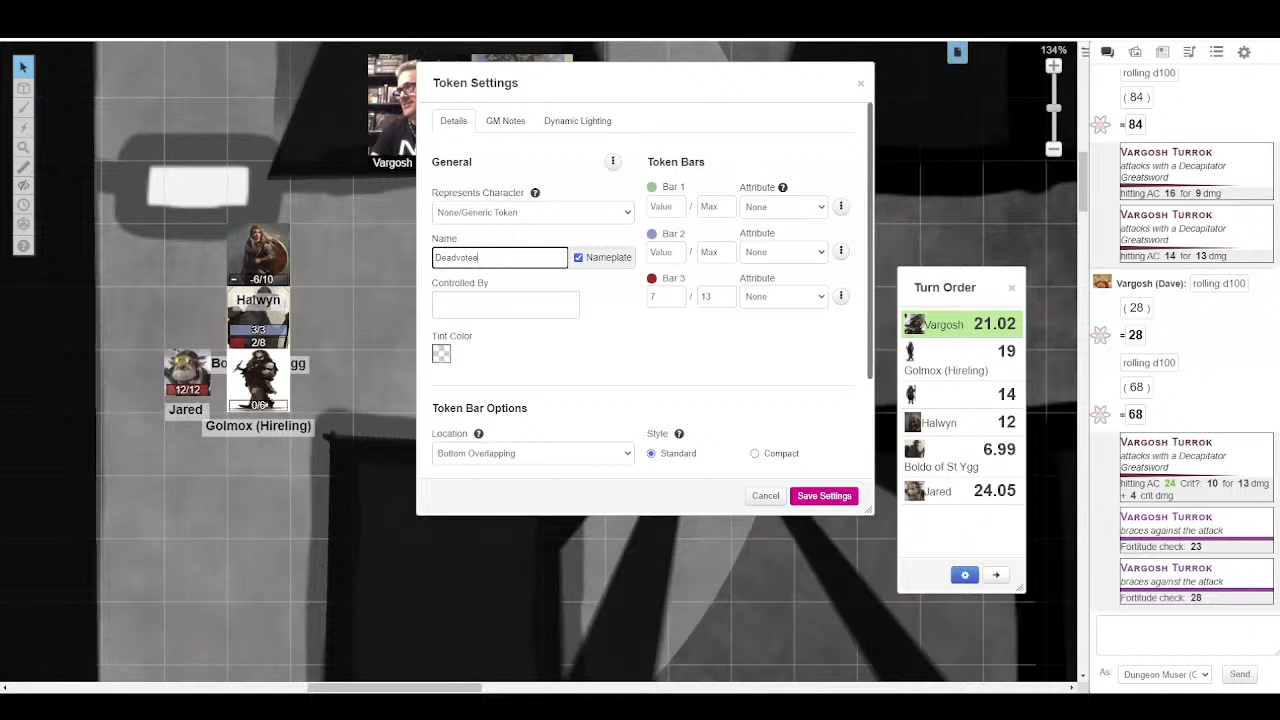 Vargosh
-6/10
Halwyn
3/3
2/8
12/12
Jared
Bo
gg
0/6
Golmox (Hireling)
Token Settings
×
Details
GM Notes
Dynamic Lighting
General
Represents Character
None/Generic Token
Name
Deadvotee
Nameplate
Controlled By
Tint Color
Token Bars
Bar 1
Attribute
Value / Max
None
Bar 2
Attribute
Value / Max
None
Bar 3
Attribute
7 / 13
None
Token Bar Options
Location
Bottom Overlapping
Style
Standard
Compact
Cancel
Save Settings
Turn Order
×
Vargosh 21.02
19
Golmox (Hireling)
14
Halwyn 12
6.99
Boldo of St Ygg
Jared 24.05
134%
rolling d100
( 84 )
= 84
VARGOSH TURROK
attacks with a Decapitator
Greatsword
hitting AC 16 for 9 dmg
VARGOSH TURROK
attacks with a Decapitator
Greatsword
hitting AC 14 for 13 dmg
Vargosh (Dave): rolling d100
( 28 )
= 28
rolling d100
( 68 )
= 68
VARGOSH TURROK
attacks with a Decapitator
Greatsword
hitting AC 24 Crit?: 10 for 13 dmg
+ 4 crit dmg
VARGOSH TURROK
braces against the attack
Fortitude check: 23
VARGOSH TURROK
braces against the attack
Fortitude check: 28
As:
Dungeon Muser (C
Send